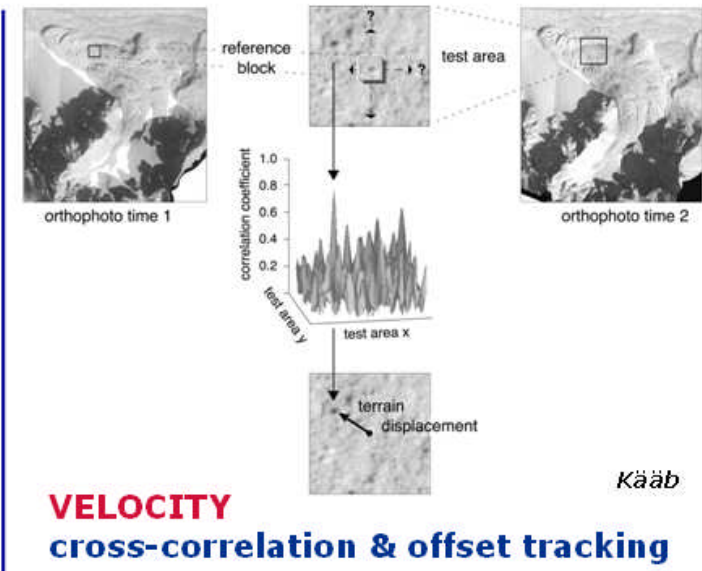 ?
reference
block
?
test area
orthophoto time 1
orthophoto time 2
correlation coefficient
1.0
0.8
0.6
0.4
0.2
test area y
test area x
terrain
displacement
Kääb
VELOCITY
cross-correlation & offset tracking